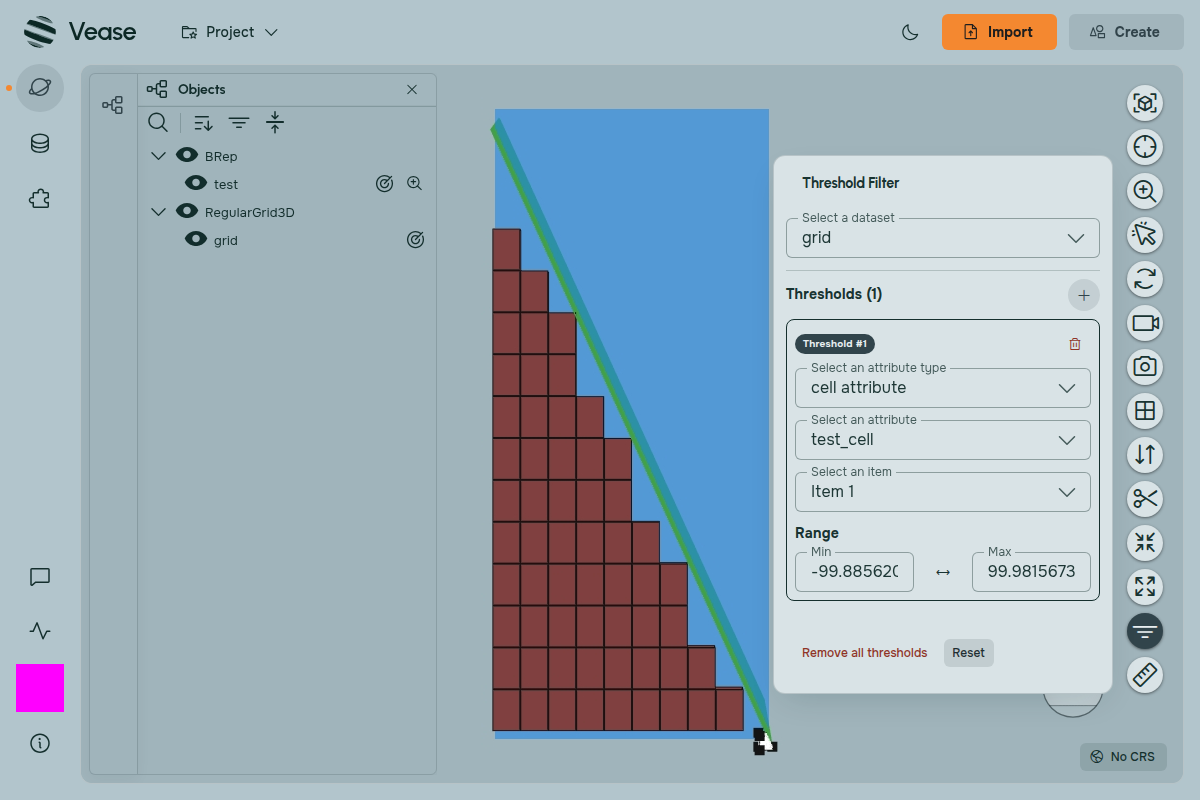 Vease
Project
Import
Create
Objects
BRep
test
RegularGrid3D
grid
Threshold Filter
Select a dataset
grid
Thresholds (1)
Threshold #1
Select an attribute type
cell attribute
Select an attribute
test_cell
Select an item
Item 1
Range
Min
-99.88562
Max
99.9815673
Remove all thresholds
Reset
No CRS